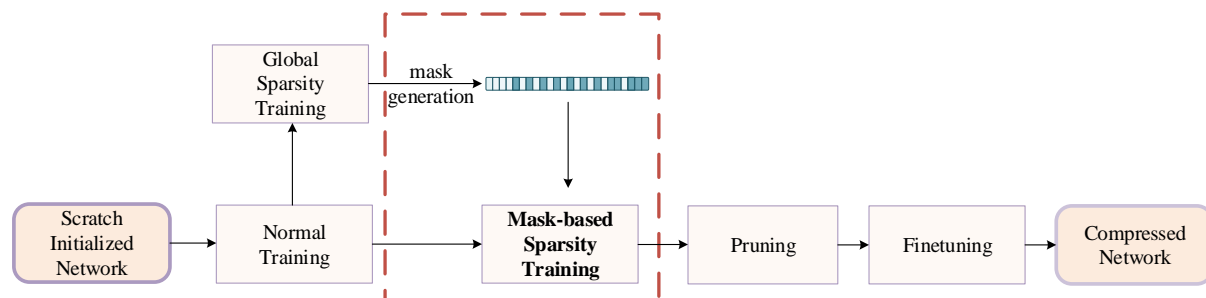 Global
Sparsity
Training
mask
generation
Scratch
Initialized
Network
Normal
Training
Mask-based
Sparsity
Training
Pruning
Finetuning
Compressed
Network